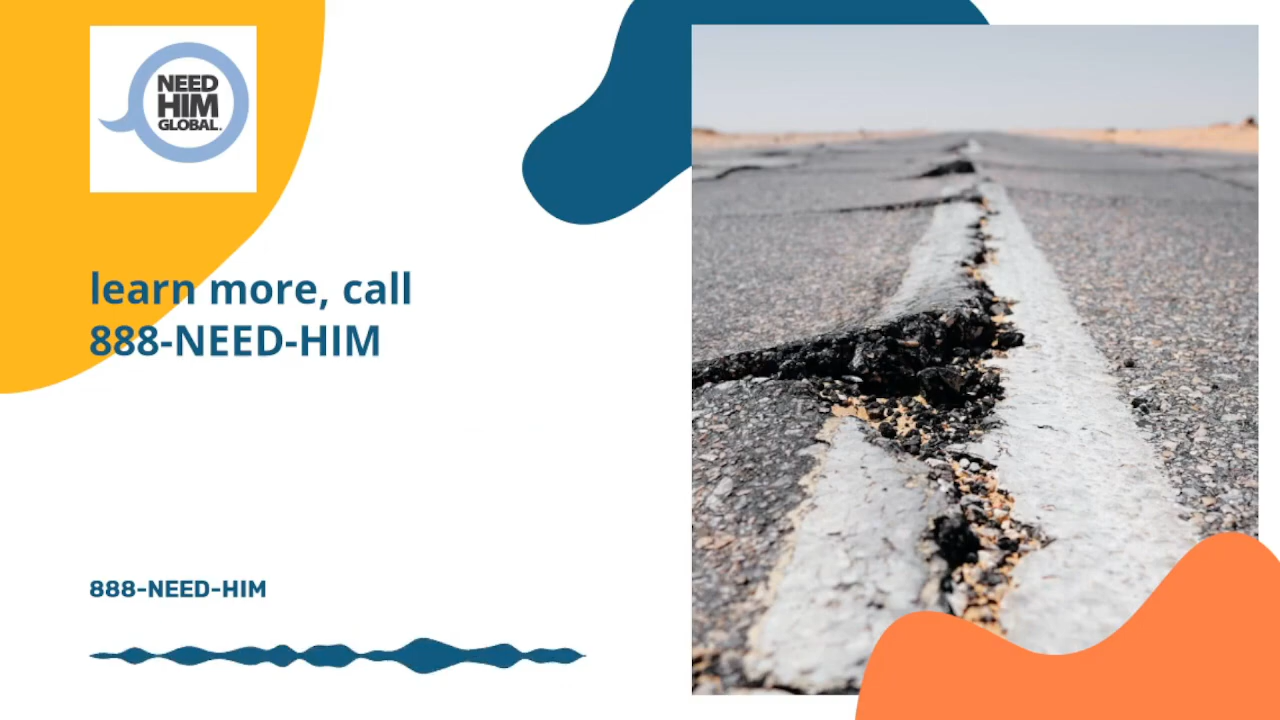 NEED
HIM
GLOBAL.
learn more, call
888-NEED-HIM
888-NEED-HIM